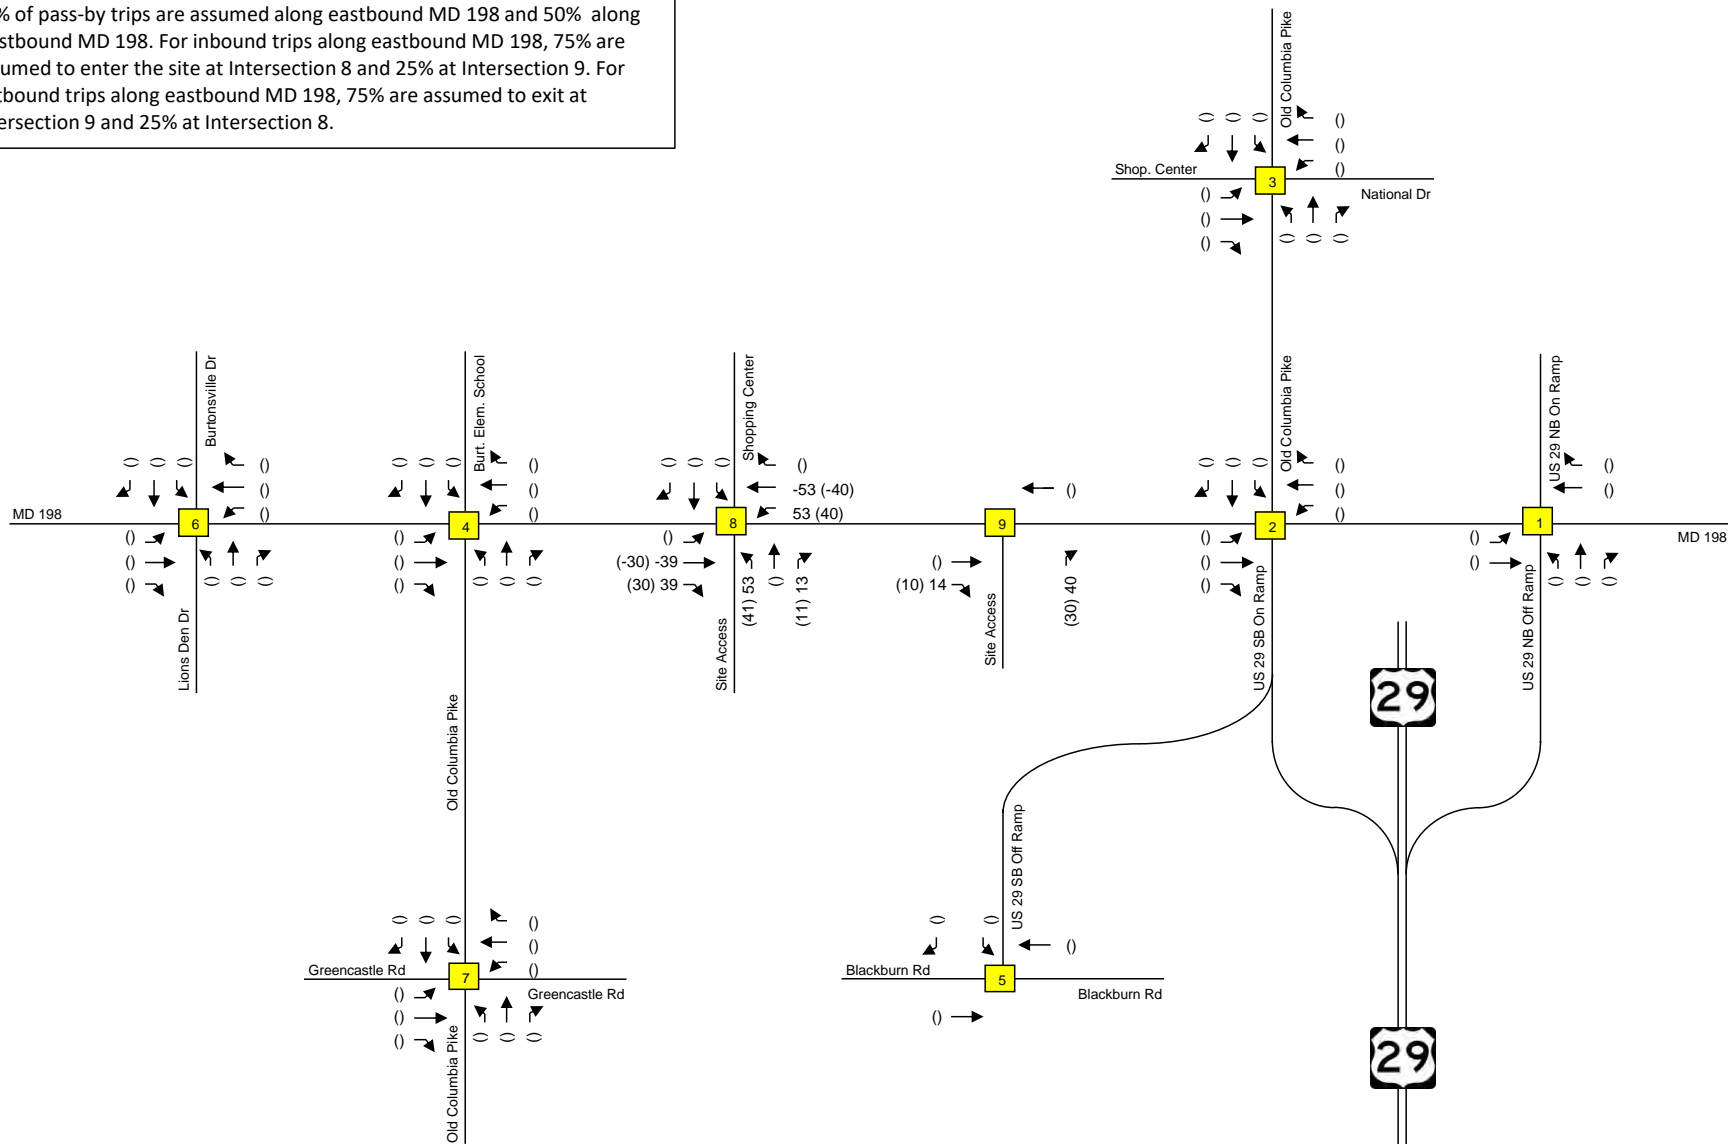 % of pass-by trips are assumed along eastbound MD 198 and 50% along
stbound MD 198. For inbound trips along eastbound MD 198, 75% are
umed to enter the site at Intersection 8 and 25% at Intersection 9. For
tbound trips along eastbound MD 198, 75% are assumed to exit at
ersection 9 and 25% at Intersection 8.
Old Columbia Pike
() () () ()
()
()
Shop. Center
3
National Dr
()
()
()
() () ()
Burtonsville Dr
() () () ()
()
()
MD 198
6
()
()
()
() () ()
Lions Den Dr
Burt. Elem. School
() () () ()
()
()
4
()
()
()
() () ()
Old Columbia Pike
Shopping Center
() () () ()
-53 (-40)
53 (40)
8
()
(-30) -39
(30) 39
(41) 53
()
(11) 13
Site Access
()
9
()
(10) 14
(30) 40
Site Access
Old Columbia Pike
() () () ()
()
()
2
()
()
()
US 29 SB On Ramp
US 29 NB On Ramp
()
()
1
MD 198
()
()
() () ()
US 29 NB Off Ramp
29
US 29 SB Off Ramp
() () ()
Blackburn Rd
5
Blackburn Rd
()
() () () ()
()
()
Greencastle Rd
7
Greencastle Rd
()
()
()
() () ()
Old Columbia Pike
29